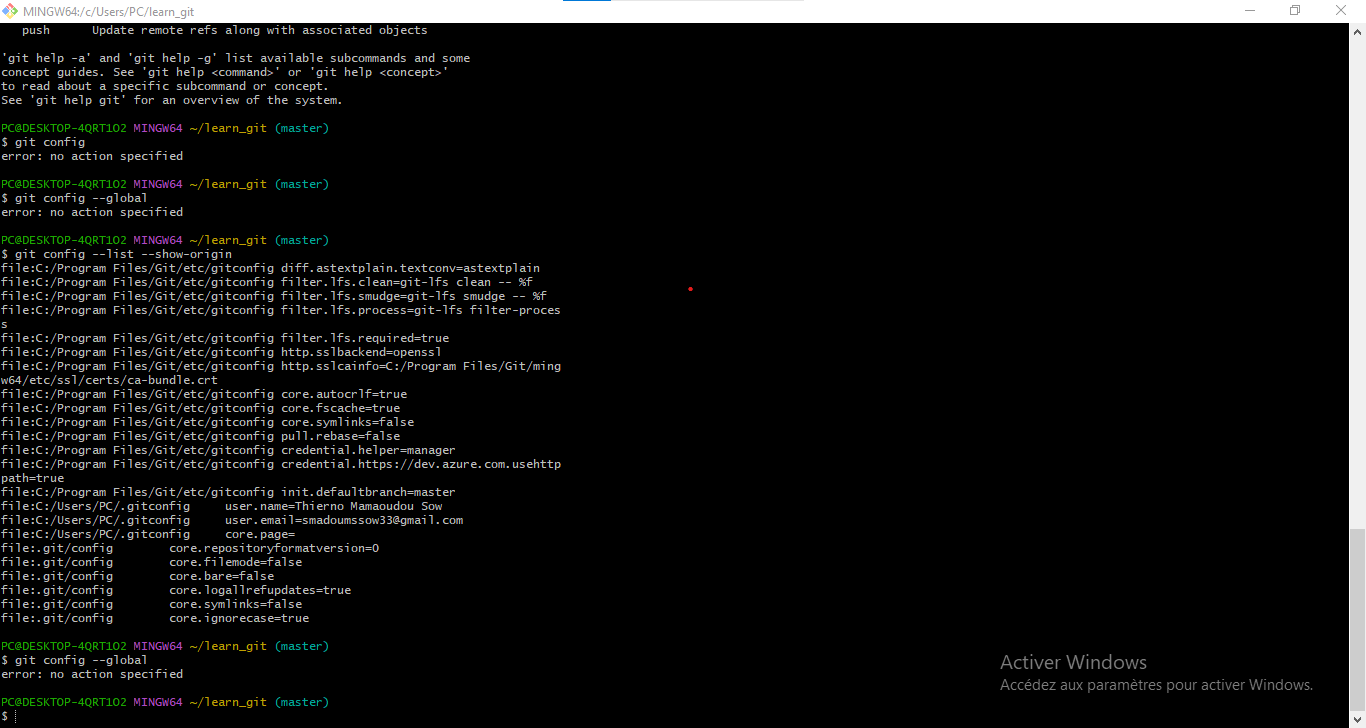 MINGW64:/c/Users/PC/learn_git
   push      Update remote refs along with associated objects
'git help -a' and 'git help -g' list available subcommands and some
concept guides. See 'git help <command>' or 'git help <concept>'
to read about a specific subcommand or concept.
See 'git help git' for an overview of the system.
PC@DESKTOP-4QRT1O2 MINGW64 ~/learn_git (master)
$ git config
error: no action specified
PC@DESKTOP-4QRT1O2 MINGW64 ~/learn_git (master)
$ git config --global
error: no action specified
PC@DESKTOP-4QRT1O2 MINGW64 ~/learn_git (master)
$ git config --list --show-origin
file:C:/Program Files/Git/etc/gitconfig diff.astextplain.textconv=astextplain
file:C:/Program Files/Git/etc/gitconfig filter.lfs.clean=git-lfs clean -- %f
file:C:/Program Files/Git/etc/gitconfig filter.lfs.smudge=git-lfs smudge -- %f
file:C:/Program Files/Git/etc/gitconfig filter.lfs.process=git-lfs filter-proces
s
file:C:/Program Files/Git/etc/gitconfig filter.lfs.required=true
file:C:/Program Files/Git/etc/gitconfig http.sslbackend=openssl
file:C:/Program Files/Git/etc/gitconfig http.sslcainfo=C:/Program Files/Git/ming
w64/etc/ssl/certs/ca-bundle.crt
file:C:/Program Files/Git/etc/gitconfig core.autocrlf=true
file:C:/Program Files/Git/etc/gitconfig core.fscache=true
file:C:/Program Files/Git/etc/gitconfig core.symlinks=false
file:C:/Program Files/Git/etc/gitconfig pull.rebase=false
file:C:/Program Files/Git/etc/gitconfig credential.helper=manager
file:C:/Program Files/Git/etc/gitconfig credential.https://dev.azure.com.usehttp
path=true
file:C:/Program Files/Git/etc/gitconfig init.defaultbranch=master
file:C:/Users/PC/.gitconfig     user.name=Thierno Mamaoudou Sow
file:C:/Users/PC/.gitconfig     user.email=smadoumssow33@gmail.com
file:C:/Users/PC/.gitconfig     core.page=
file:.git/config        core.repositoryformatversion=0
file:.git/config        core.filemode=false
file:.git/config        core.bare=false
file:.git/config        core.logallrefupdates=true
file:.git/config        core.symlinks=false
file:.git/config        core.ignorecase=true
PC@DESKTOP-4QRT1O2 MINGW64 ~/learn_git (master)
$ git config --global
error: no action specified
PC@DESKTOP-4QRT1O2 MINGW64 ~/learn_git (master)
$
Activer Windows
Accédez aux paramètres pour activer Windows.